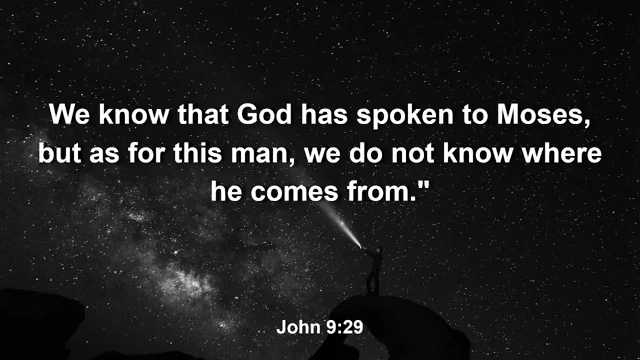 We know that God has spoken to Moses,
but as for this man, we do not know where
he comes from."
John 9:29